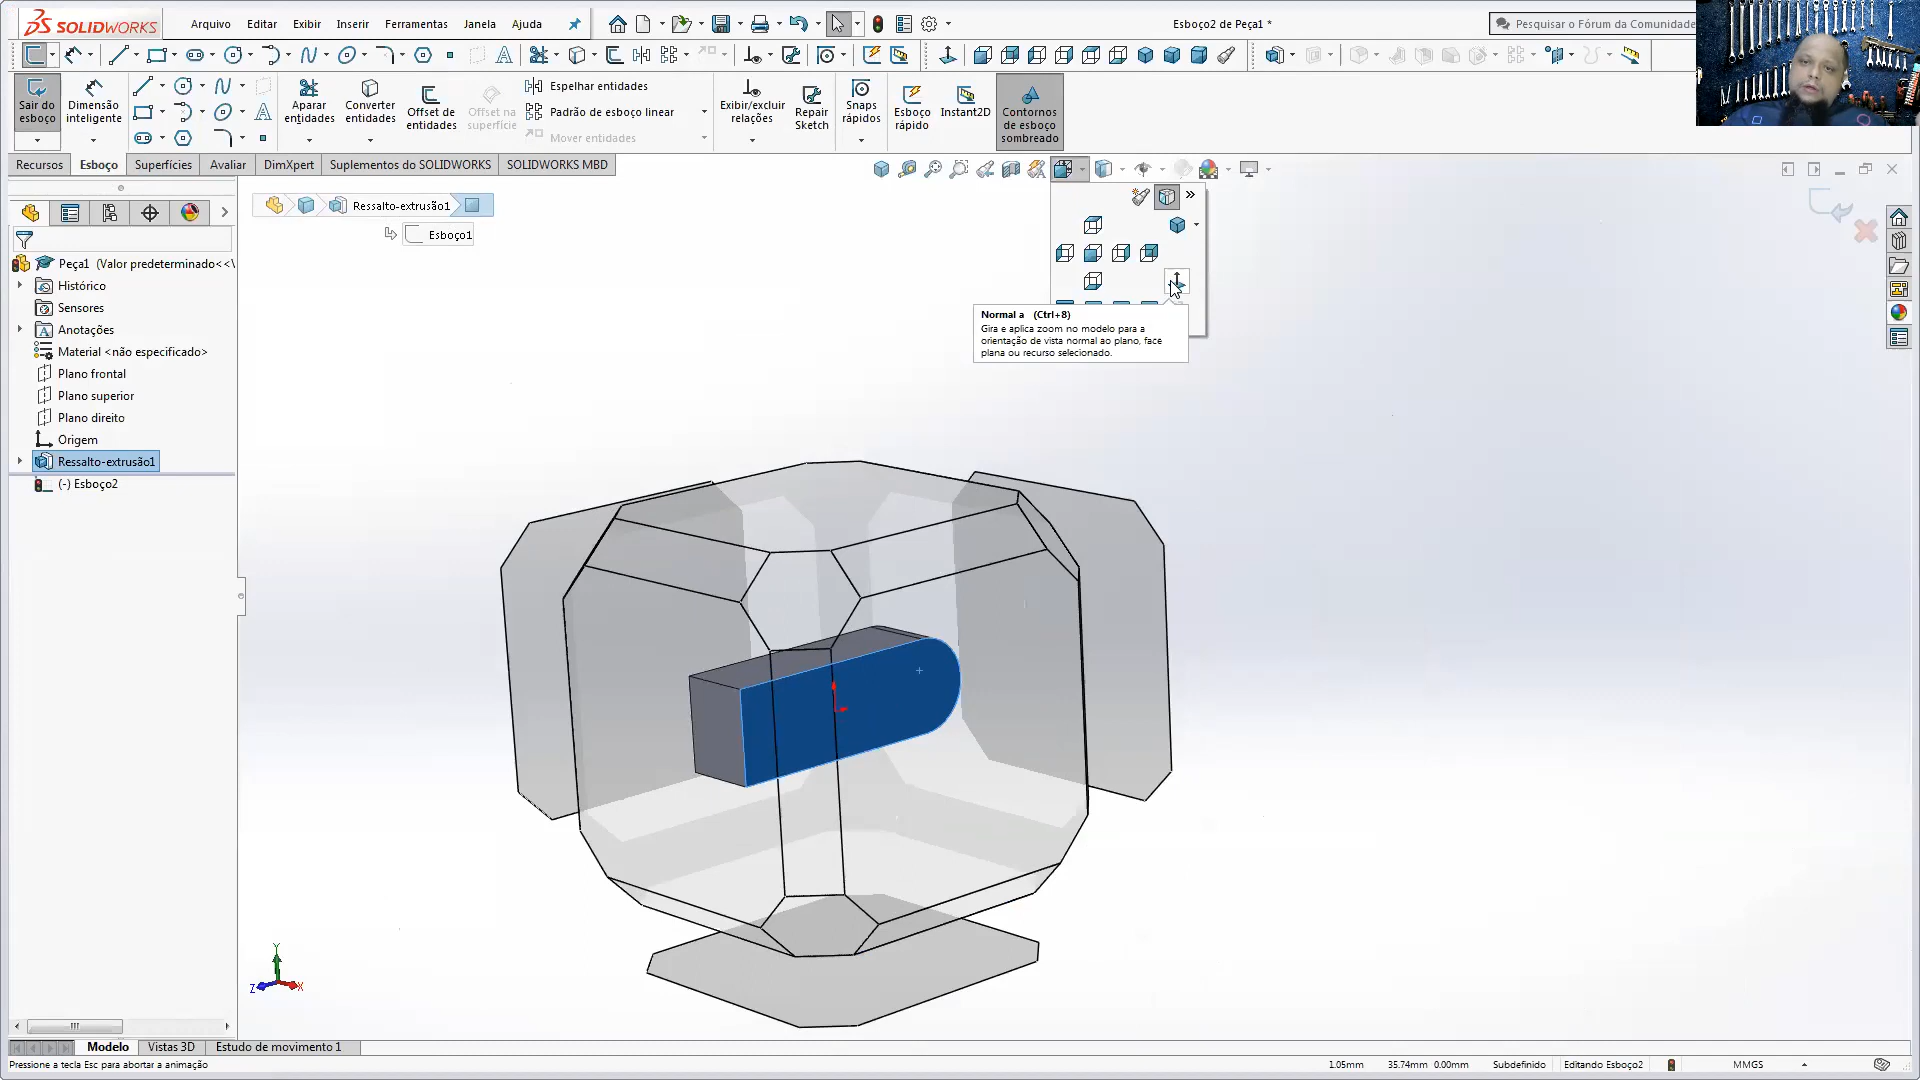 SOLIDWORKS
Arquivo Editar Exibir Inserir Ferramentas Janela Ajuda
Esboço2 de Peça1 *
Pesquisar o Fórum da Comunidade
Sair do esboço
Dimensão inteligente
Aparar entidades
Converter entidades
Offset de entidades
Offset na superfície
Espelhar entidades
Padrão de esboço linear
Mover entidades
Exibir/excluir relações
Repair Sketch
Snaps rápidos
Esboço rápido
Instant2D
Contornos de esboço sombreado
Recursos Esboço Superfícies Avaliar DimXpert Suplementos do SOLIDWORKS SOLIDWORKS MBD
Ressalto-extrusão1
Esboço1
Peça1 (Valor predeterminado<<\
Histórico
Sensores
Anotações
Material <não especificado>
Plano frontal
Plano superior
Plano direito
Origem
Ressalto-extrusão1
(-) Esboço2
Normal a (Ctrl+8)
Gira e aplica zoom no modelo para a
orientação de vista normal ao plano, face
plana ou recurso selecionado.
Y
Z X
Modelo Vistas 3D Estudo de movimento 1
Pressione a tecla Esc para abortar a animação
1.05mm 35.74mm 0.00mm Subdefinido Editando Esboço2 MMGS